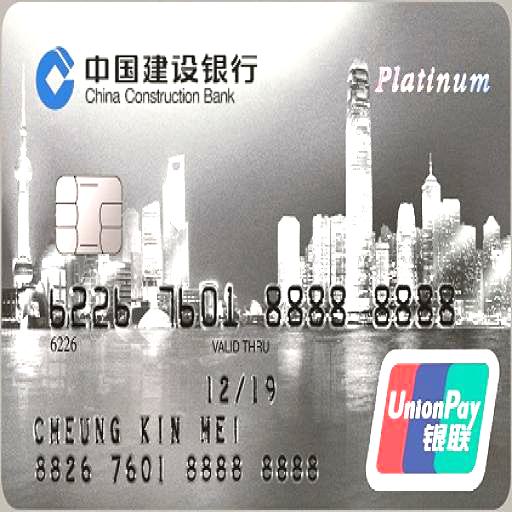 中国建设银行
China Construction Bank
Platinum
6226 7601 8888 8888
6226
VALID THRU
12/19
CHEUNG KIN MEI
8826 7601 8888 8888
UnionPay
银联